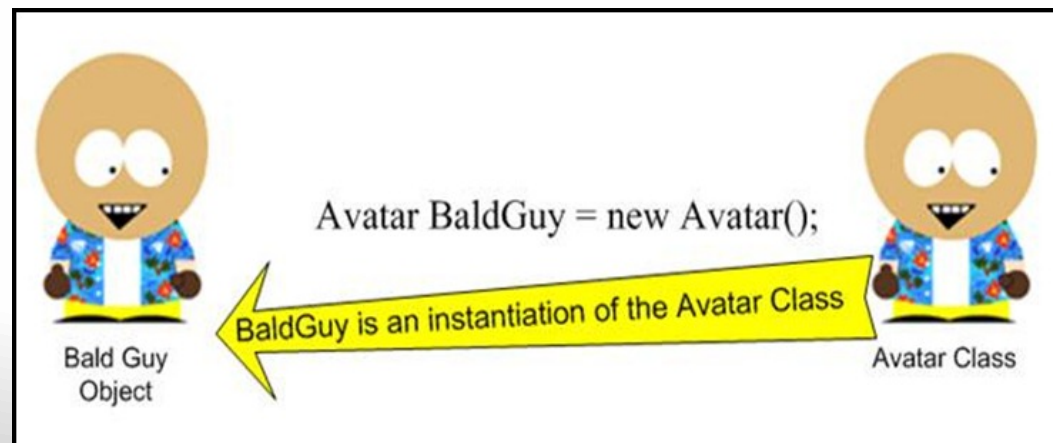 Avatar BaldGuy = new Avatar();
BaldGuy is an instantiation of the Avatar Class
Bald Guy
Object
Avatar Class